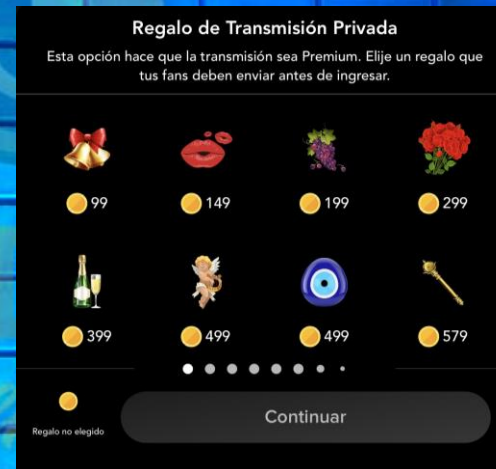 Regalo de Transmisión Privada
Esta opción hace que la transmisión sea Premium. Elije un regalo que
tus fans deben enviar antes de ingresar.
99 149 199 299
399 499 499 579
Continuar
Regalo no elegido